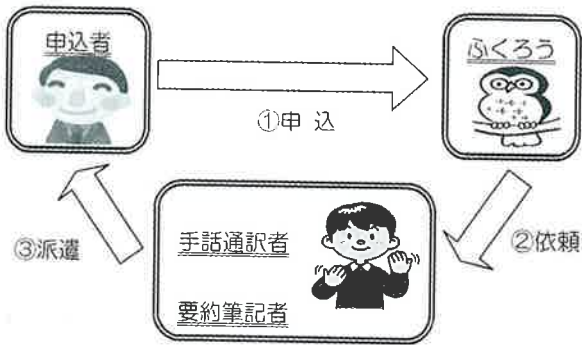 申込者
ふくろう
①申 込
②依頼
③派遣
手話通訳者
要約筆記者